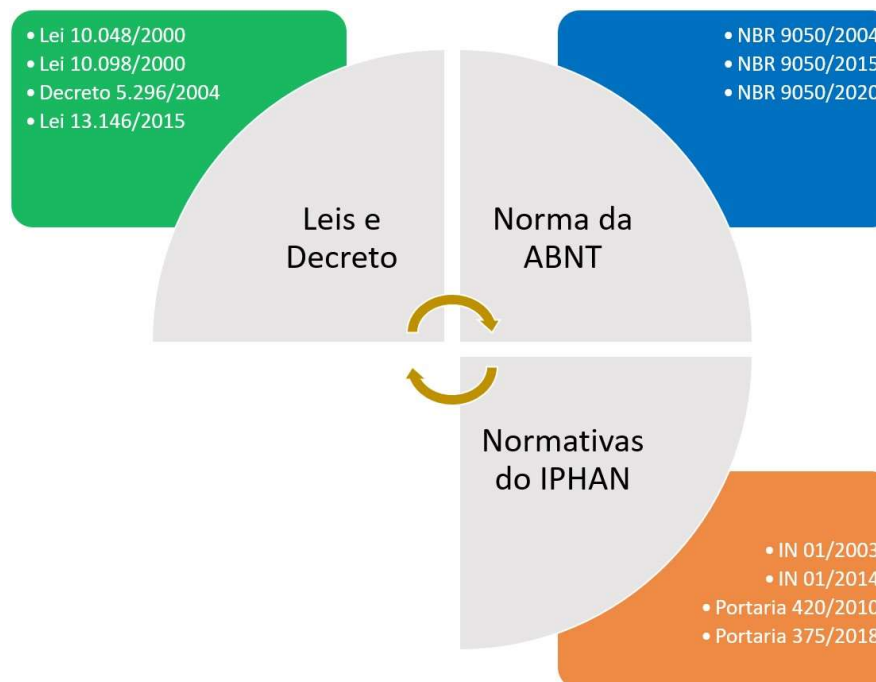 • Lei 10.048/2000
• Lei 10.098/2000
• Decreto 5.296/2004
• Lei 13.146/2015
Leis e
Decreto
• NBR 9050/2004
• NBR 9050/2015
• NBR 9050/2020
Norma da
ABNT
Normativas
do IPHAN
• IN 01/2003
• IN 01/2014
• Portaria 420/2010
• Portaria 375/2018